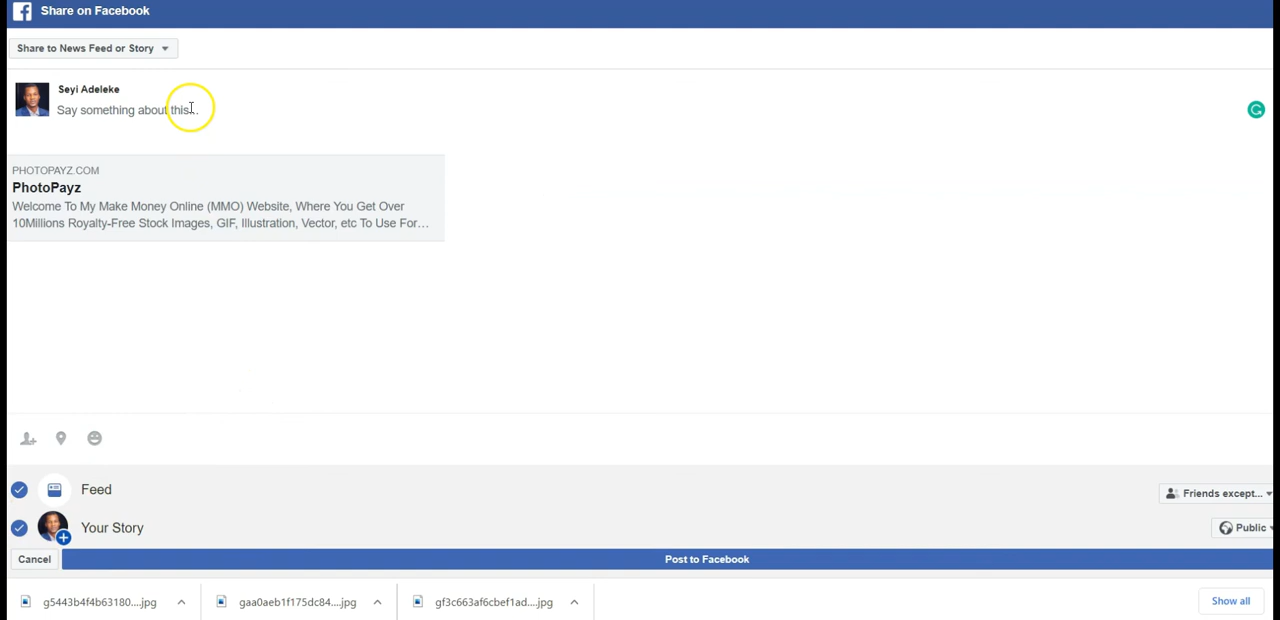 Share on Facebook
Share to News Feed or Story
Seyi Adeleke
Say something about this...
PHOTOPAYZ.COM
PhotoPayz
Welcome To My Make Money Online (MMO) Website, Where You Get Over
10Millions Royalty-Free Stock Images, GIF, Illustration, Vector, etc To Use For...
Feed
Friends except...
Your Story
Public
Cancel
Post to Facebook
g5443b4f4b63180....jpg
gaa0aeb1f175dc84....jpg
gf3c663af6cbef1ad....jpg
Show all